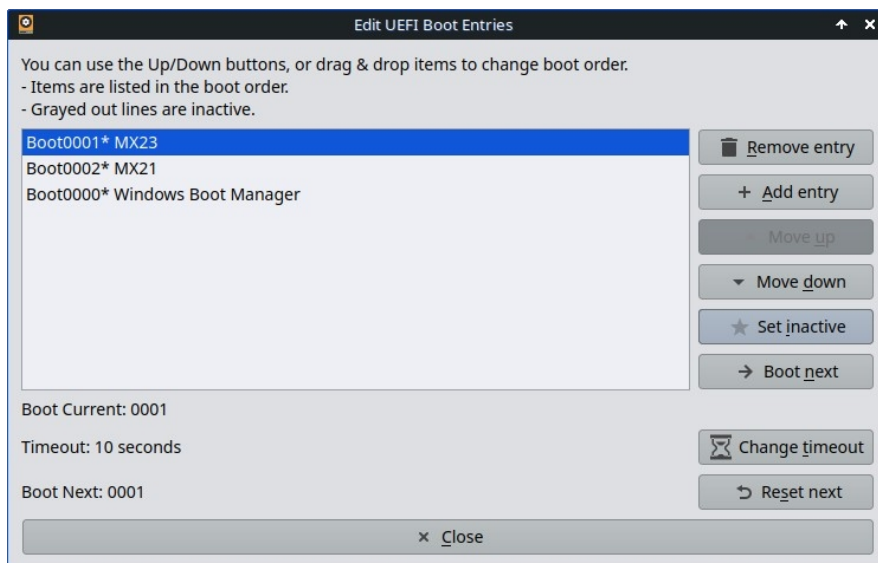 Edit UEFI Boot Entries
You can use the Up/Down buttons, or drag & drop items to change boot order.
- Items are listed in the boot order.
- Grayed out lines are inactive.
Boot0001* MX23
Boot0002* MX21
Boot0000* Windows Boot Manager
Remove entry
+ Add entry
Move up
Move down
Set inactive
Boot next
Boot Current: 0001
Timeout: 10 seconds
Change timeout
Boot Next: 0001
Reset next
Close